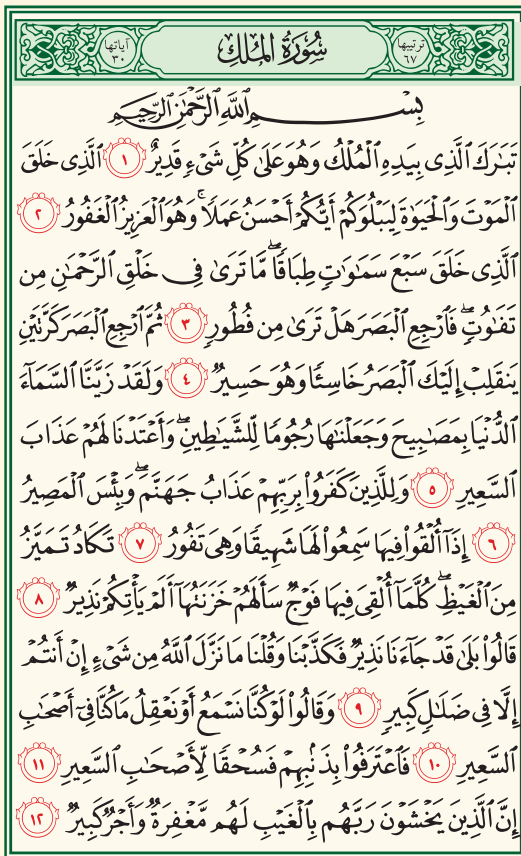 ترتيبها ٦٧ سُورَةُ المُلكِ آياتها ٣٠
بِسْمِ اللَّهِ الرَّحْمَٰنِ الرَّحِيمِ
تَبَٰرَكَ ٱلَّذِى بِيَدِهِ ٱلْمُلْكُ وَهُوَ عَلَىٰ كُلِّ شَىْءٍ قَدِيرٌ ١ ٱلَّذِى خَلَقَ
ٱلْمَوْتَ وَٱلْحَيَوٰةَ لِيَبْلُوَكُمْ أَيُّكُمْ أَحْسَنُ عَمَلًا ۚ وَهُوَ ٱلْعَزِيزُ ٱلْغَفُورُ ٢
ٱلَّذِى خَلَقَ سَبْعَ سَمَٰوَٰتٍ طِبَاقًا ۖ مَّا تَرَىٰ فِى خَلْقِ ٱلرَّحْمَٰنِ مِن
تَفَٰوُتٍ ۖ فَٱرْجِعِ ٱلْبَصَرَ هَلْ تَرَىٰ مِن فُطُورٍ ٣ ثُمَّ ٱرْجِعِ ٱلْبَصَرَ كَرَّتَيْنِ
يَنقَلِبْ إِلَيْكَ ٱلْبَصَرُ خَاسِئًا وَهُوَ حَسِيرٌ ٤ وَلَقَدْ زَيَّنَّا ٱلسَّمَآءَ
ٱلدُّنْيَا بِمَصَٰبِيحَ وَجَعَلْنَٰهَا رُجُومًا لِّلشَّيَٰطِينِ ۖ وَأَعْتَدْنَا لَهُمْ عَذَابَ
ٱلسَّعِيرِ ٥ وَلِلَّذِينَ كَفَرُوا۟ بِرَبِّهِمْ عَذَابُ جَهَنَّمَ ۖ وَبِئْسَ ٱلْمَصِيرُ
٦ إِذَآ أُلْقُوا۟ فِيهَا سَمِعُوا۟ لَهَا شَهِيقًا وَهِىَ تَفُورُ ٧ تَكَادُ تَمَيَّزُ
مِنَ ٱلْغَيْظِ ۖ كُلَّمَآ أُلْقِىَ فِيهَا فَوْجٌ سَأَلَهُمْ خَزَنَتُهَآ أَلَمْ يَأْتِكُمْ نَذِيرٌ ٨
قَالُوا۟ بَلَىٰ قَدْ جَآءَنَا نَذِيرٌ فَكَذَّبْنَا وَقُلْنَا مَا نَزَّلَ ٱللَّهُ مِن شَىْءٍ إِنْ أَنتُمْ
إِلَّا فِى ضَلَٰلٍ كَبِيرٍ ٩ وَقَالُوا۟ لَوْ كُنَّا نَسْمَعُ أَوْ نَعْقِلُ مَا كُنَّا فِىٓ أَصْحَٰبِ
ٱلسَّعِيرِ ١٠ فَٱعْتَرَفُوا۟ بِذَنۢبِهِمْ فَسُحْقًا لِّأَصْحَٰبِ ٱلسَّعِيرِ ١١
إِنَّ ٱلَّذِينَ يَخْشَوْنَ رَبَّهُم بِٱلْغَيْبِ لَهُم مَّغْفِرَةٌ وَأَجْرٌ كَبِيرٌ ١٢